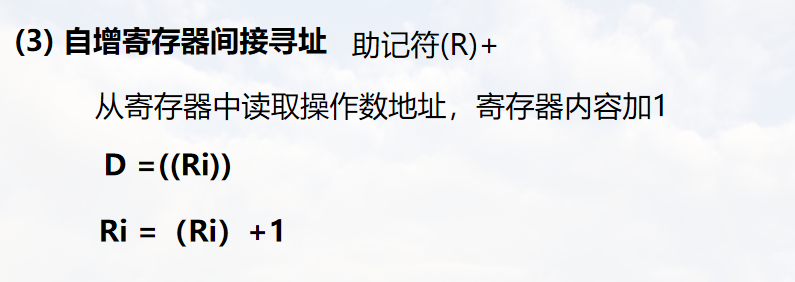 (3) 自增寄存器间接寻址 助记符(R)+
从寄存器中读取操作数地址，寄存器内容加1
D =((Ri))
Ri =（Ri）+1